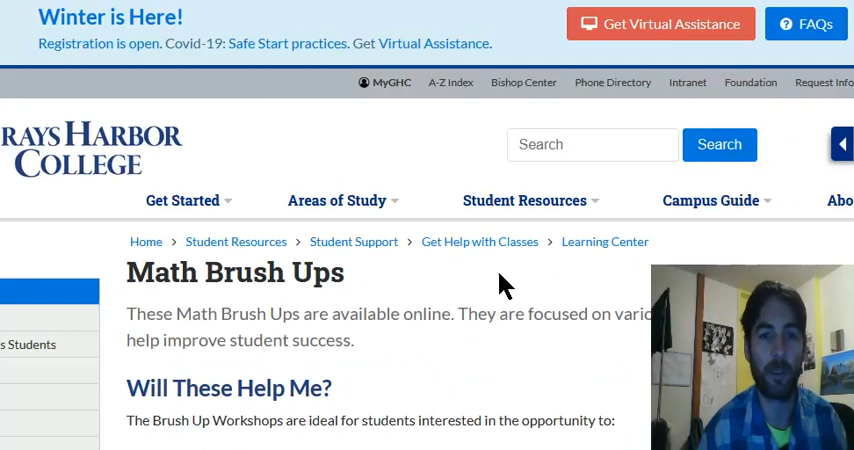 Winter is Here!
Registration is open. Covid-19: Safe Start practices. Get Virtual Assistance.
Get Virtual Assistance
FAQs
MyGHC A-Z Index Bishop Center Phone Directory Intranet Foundation Request Info
RAYS HARBOR
COLLEGE
Search Search
Get Started Areas of Study Student Resources Campus Guide Abo
Home > Student Resources > Student Support > Get Help with Classes > Learning Center
Math Brush Ups
These Math Brush Ups are available online. They are focused on vario
help improve student success.
s Students
Will These Help Me?
The Brush Up Workshops are ideal for students interested in the opportunity to: